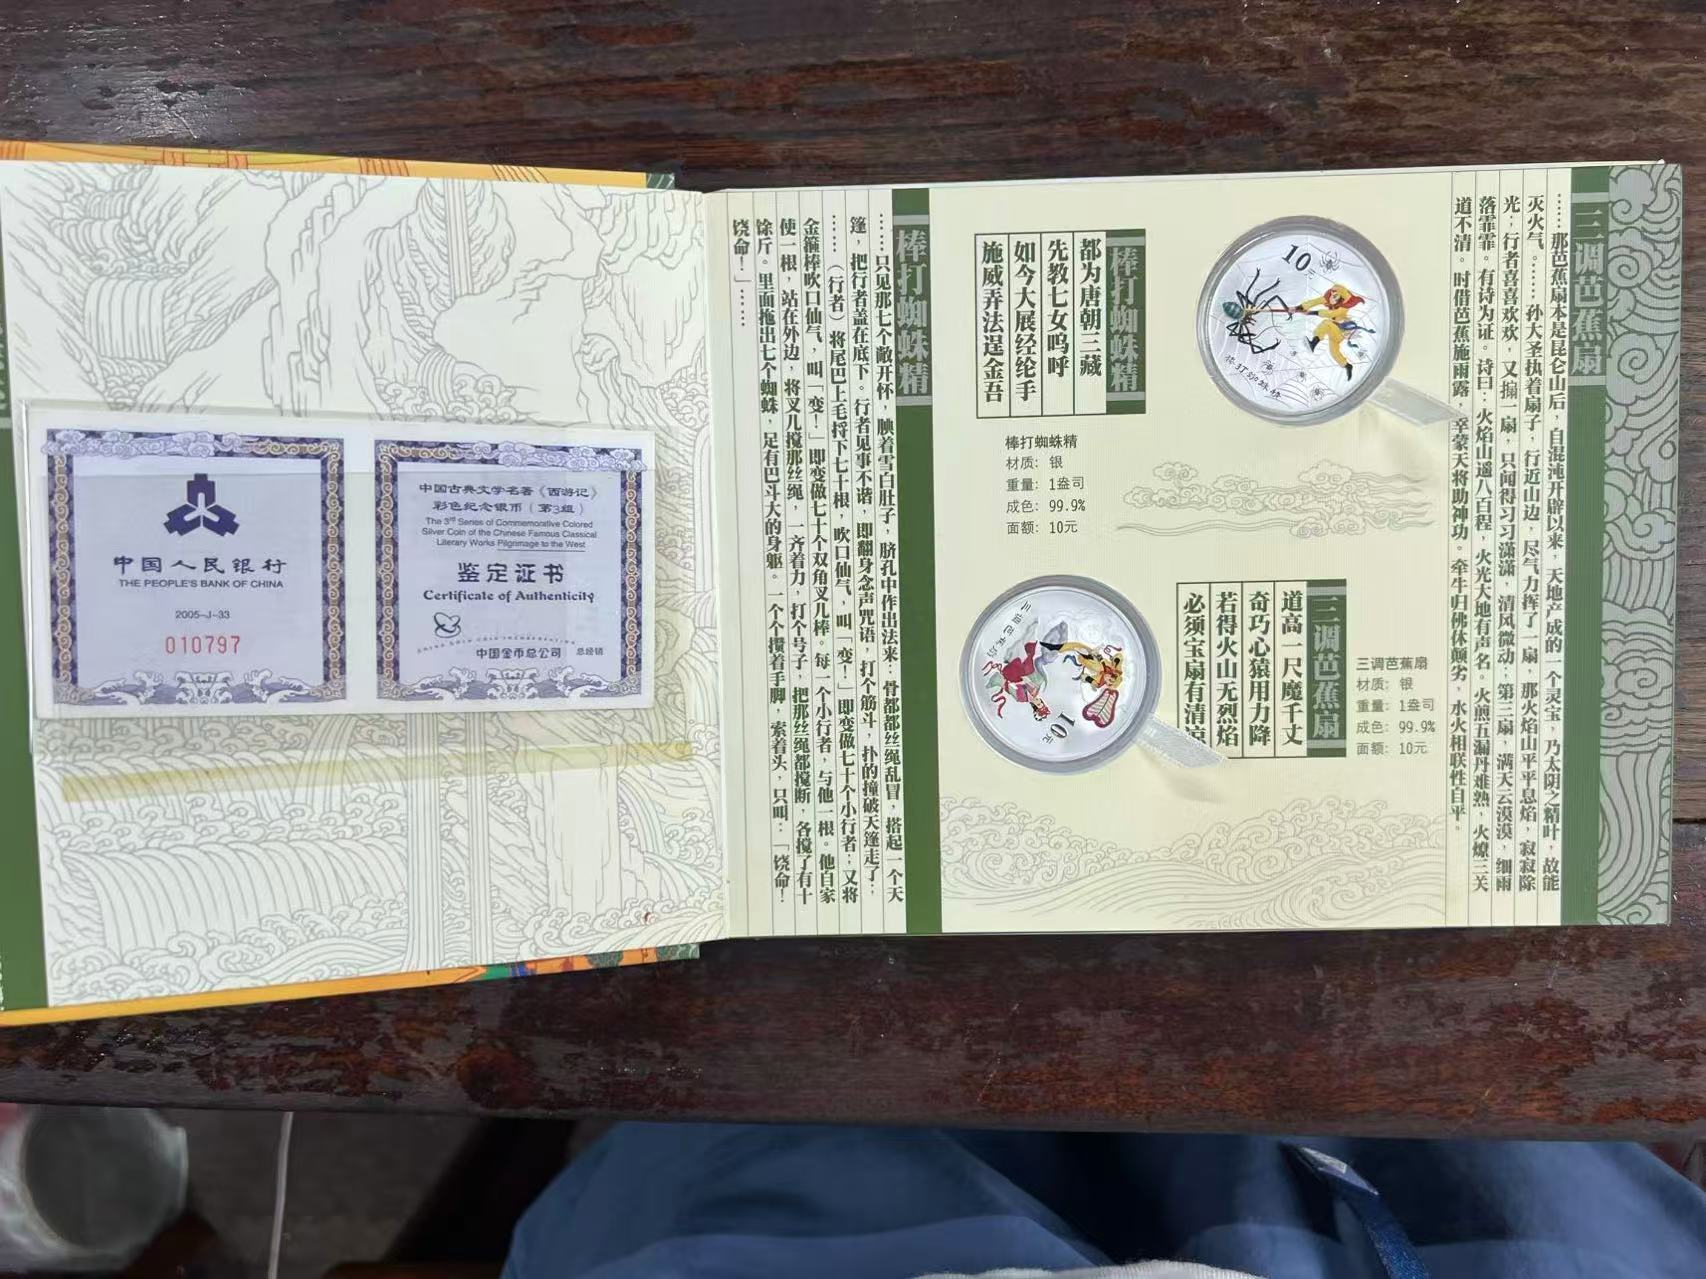 中国人民银行
THE PEOPLE'S BANK OF CHINA
2005-J-33
010797
中国古典文学名著《西游记》
彩色纪念银币（第3组）
The 3rd Series of Commemorative Colored
Silver Coin of the Chinese Famous Classical
Literary Works Pilgrimage to the West
鉴定证书
Certificate of Authenticity
CHINA GOLD COIN INCORPORATION
中国金币总公司 总经销
棒打蜘蛛精
……只见那七个敞开怀，腆着雪白肚子，脐孔中作出法来：骨都都丝绳乱冒，搭起一个天
篷，把行者盖在底下。行者见事不谐，即翻身念声咒语，打个筋斗，扑的撞破天篷走了；
……（行者）将尾巴上毛捋下七十根，吹口仙气，叫「变！」即变做七十个小行者；又将
金箍棒吹口仙气，叫「变！」即变做七十个双角叉儿棒。每一个小行者，与他一根。他自家
使一根，站在外边，将叉儿搅那丝绳，一齐着力，打个号子，把那丝绳都搅断，各搅了有十
馀斤。里面拖出七个蜘蛛，足有巴斗大的身躯。一个个攒着手脚，索着头，只叫：「饶命！
饶命！」……
棒打蜘蛛精
都为唐朝三藏
先教七女呜呼
如今大展经纶手
施威弄法逞金吾
棒打蜘蛛精
材质：银
重量：1盎司
成色：99.9%
面额：10元
10元
棒打蜘蛛精
三调芭蕉扇
10元
三调芭蕉扇
道高一尺魔千丈
奇巧心猿用力降
若得火山无烈焰
必须宝扇有清凉
三调芭蕉扇
材质：银
重量：1盎司
成色：99.9%
面额：10元
三调芭蕉扇
……那芭蕉扇本是昆仑山后，自混沌开辟以来，天地产成的一个灵宝，乃太阴之精叶，故能
灭火气。……孙大圣执着扇子，行近山边，尽气力挥了一扇，那火焰山平平息焰，寂寂除
光；行者喜喜欢欢，又搧一扇，只闻得习习潇潇，清风微动；第三扇，满天云漠漠，细雨
落霏霏。有诗为证。诗曰：火焰山遥八百程，火光大地有声名。火煎五漏丹难熟，火燎三关
道不清。时借芭蕉施雨露，幸蒙天将助神功。牵牛归佛休颠劣，水火相联性自平。